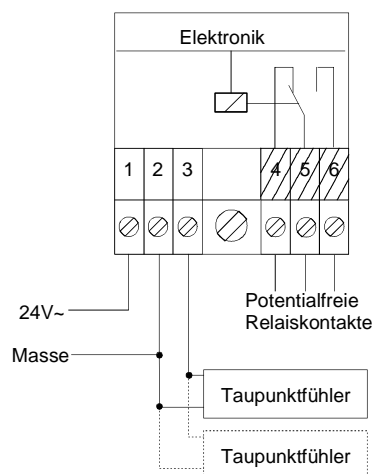 Elektronik
1 2 3 4 5 6
24V~
Potentialfreie
Relaiskontakte
Masse
Taupunktfühler
Taupunktfühler